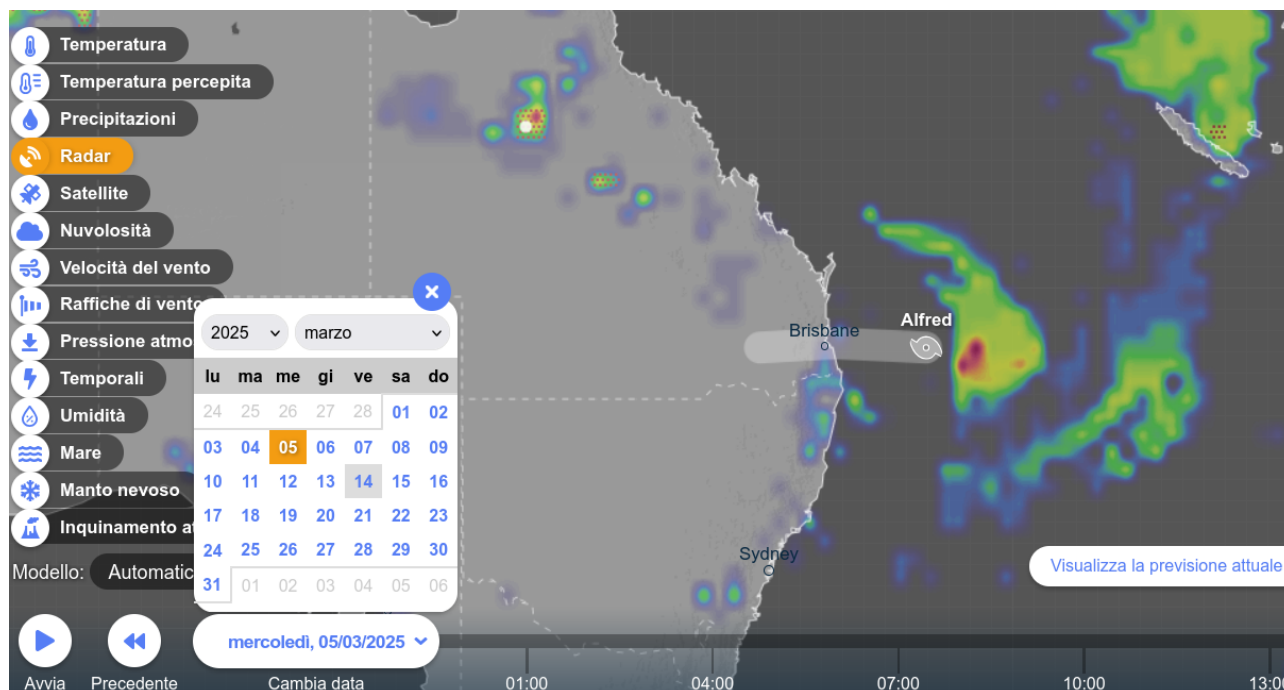 Temperatura
Temperatura percepita
Precipitazioni
Radar
Satellite
Nuvolosità
Velocità del vento
Raffiche di vento
Pressione atmo
Temporali
Umidità
Mare
Manto nevoso
Inquinamento at
Modello: Automatic
2025 marzo
lu ma me gi ve sa do
24 25 26 27 28 01 02
03 04 05 06 07 08 09
10 11 12 13 14 15 16
17 18 19 20 21 22 23
24 25 26 27 28 29 30
31 01 02 03 04 05 06
Alfred
Brisbane
Sydney
Visualizza la previsione attuale
mercoledì, 05/03/2025
Avvia Precedente Cambia data 01:00 04:00 07:00 10:00 13:00